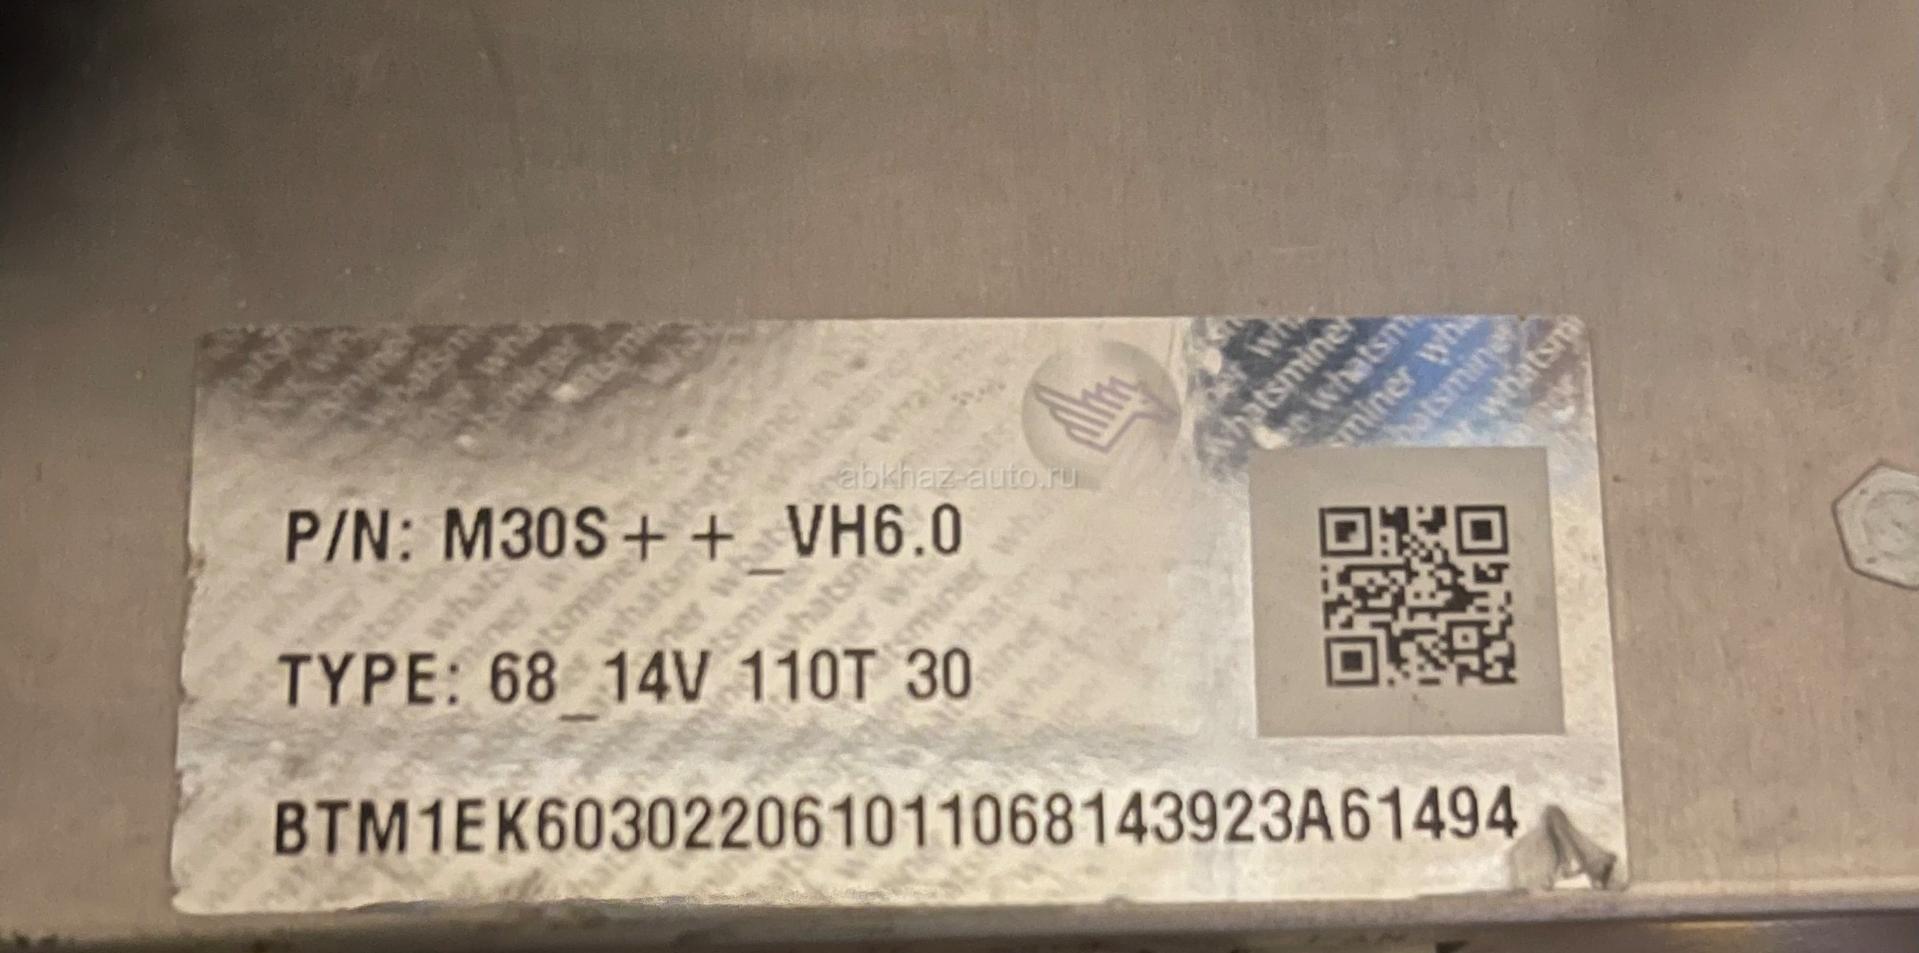 abkhaz-auto.ru
P/N: M30S++_VH6.0
TYPE: 68_14V 110T 30
BTM1EK603022061011068143923A61494